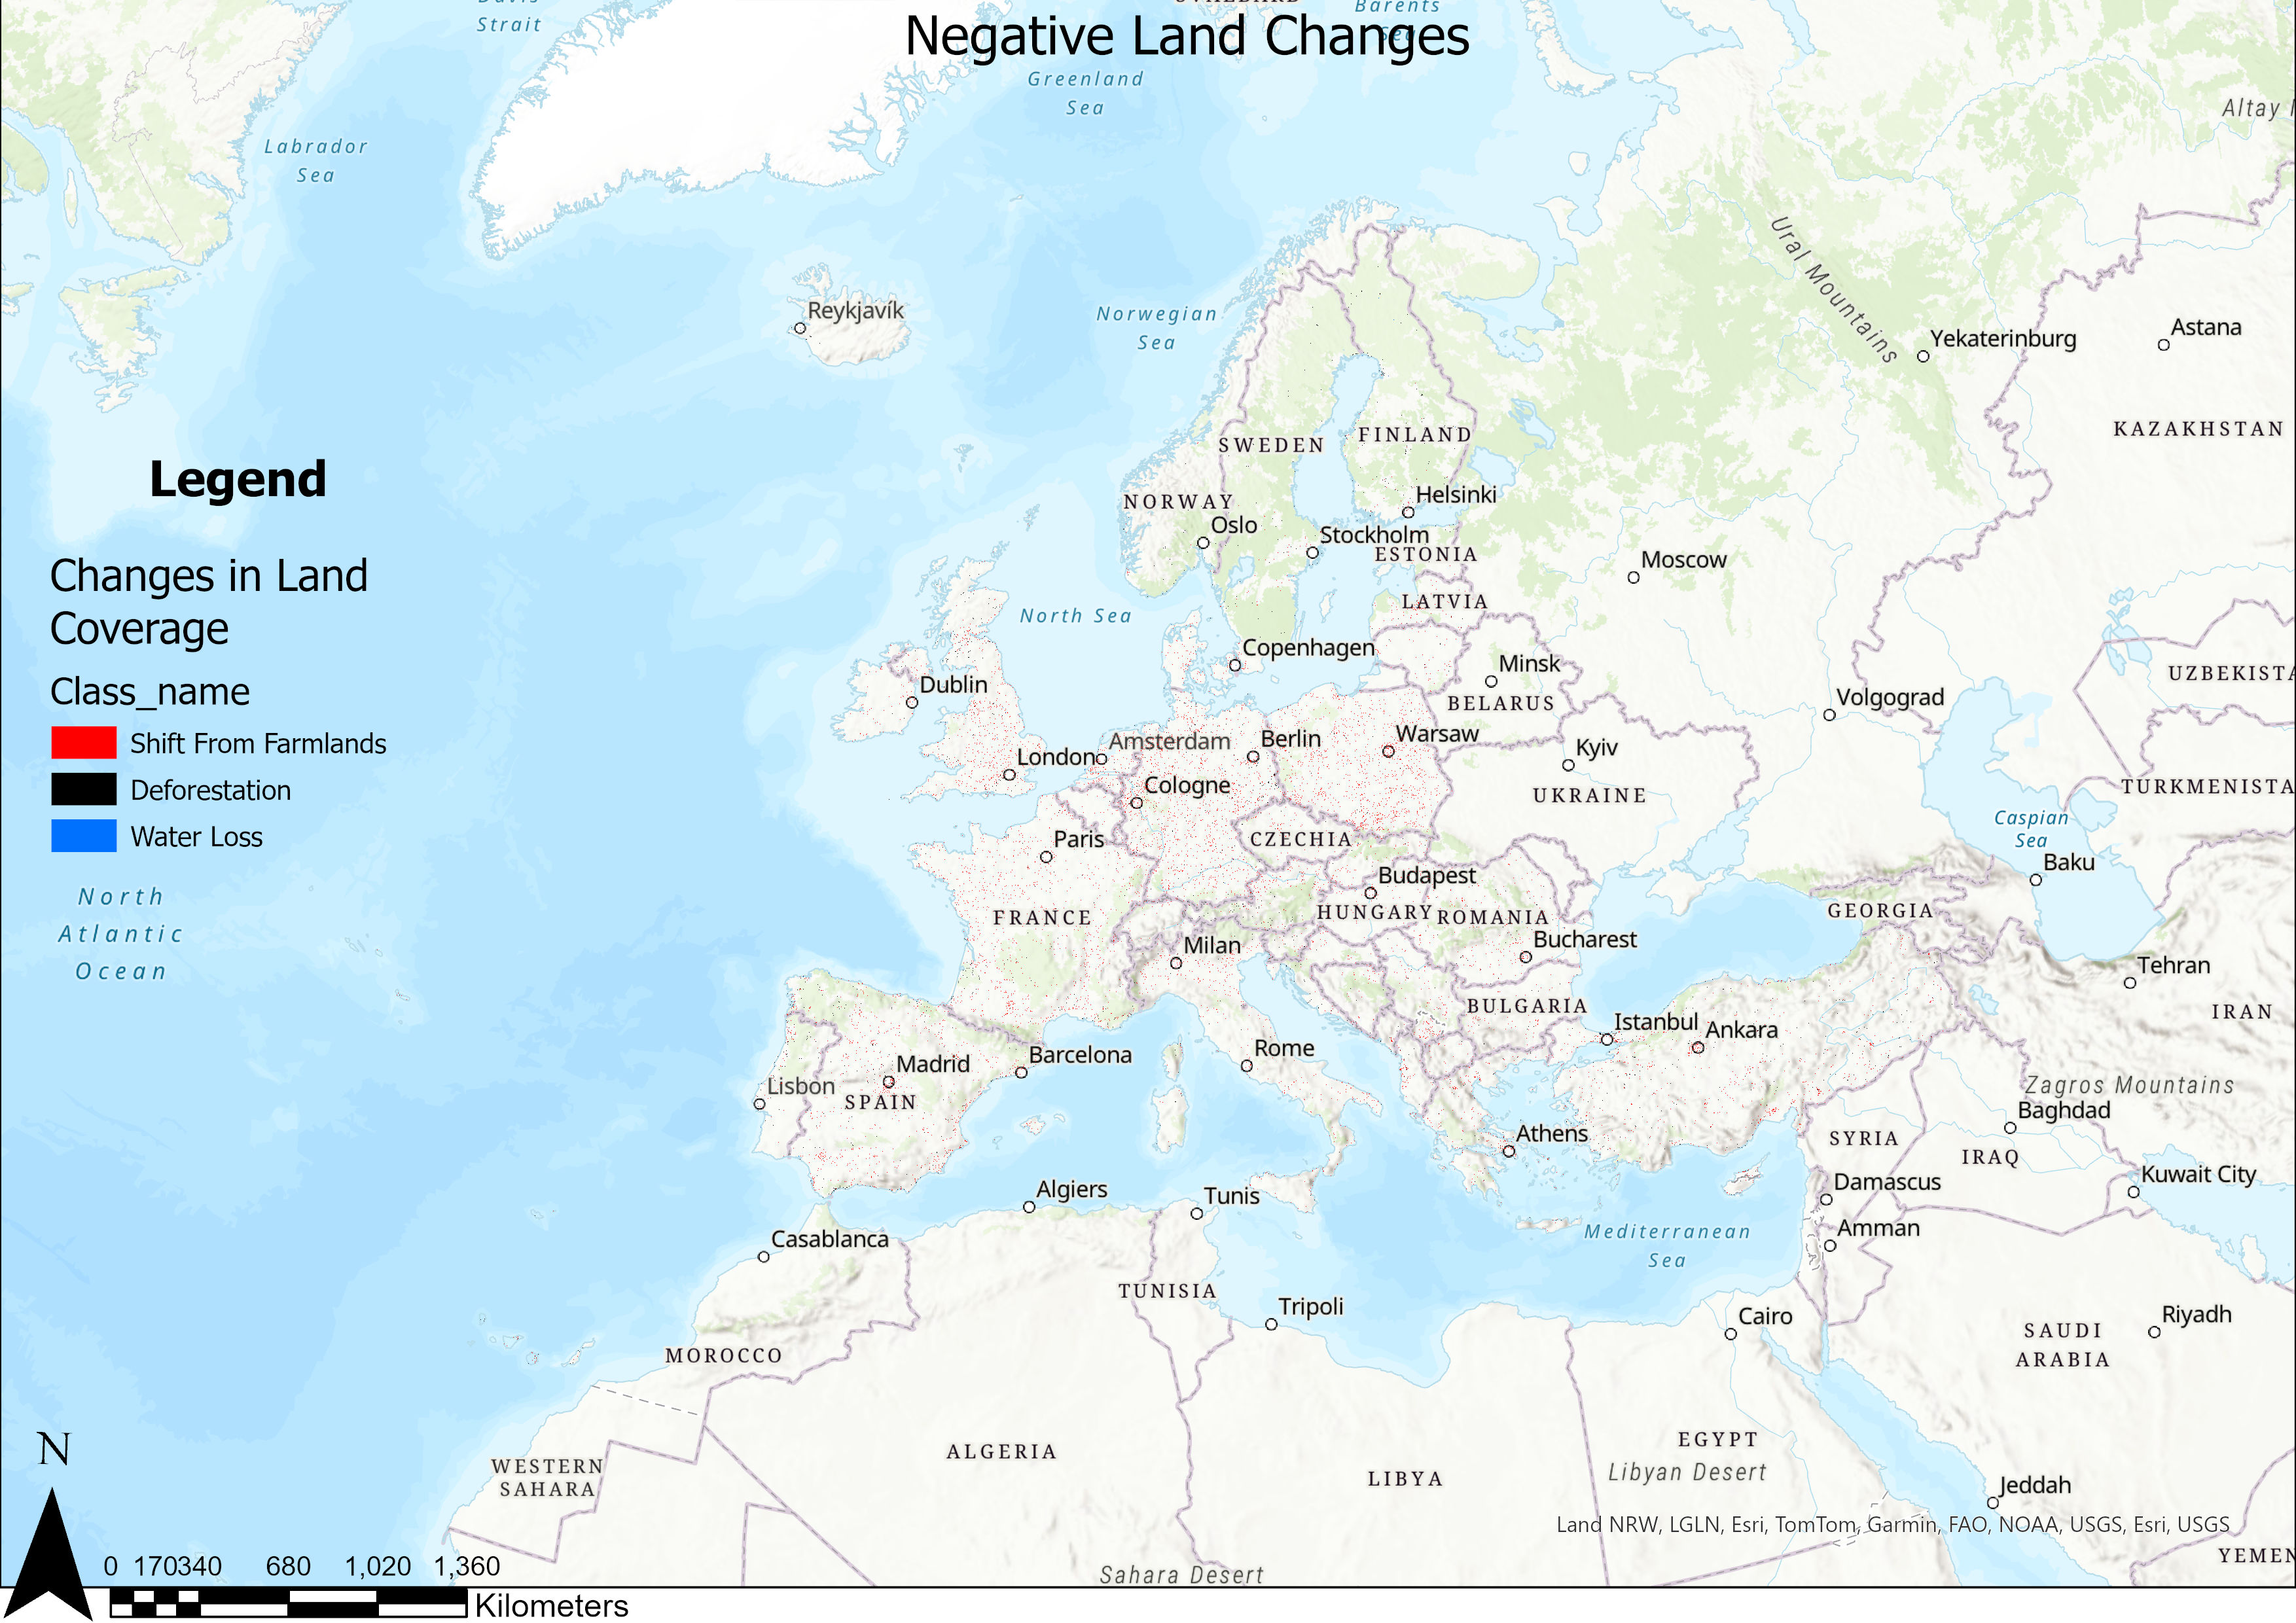 Davis
Strait
SVALBARD
Barents
Sea
Negative Land Changes
Greenland
Sea
Altay
Labrador
Sea
Ural Mountains
Reykjavík
Norwegian
Sea
Yekaterinburg
Astana
KAZAKHSTAN
SWEDEN
FINLAND
Legend
NORWAY
Helsinki
Oslo
Stockholm
ESTONIA
Moscow
Changes in Land
Coverage
LATVIA
North Sea
Copenhagen
Minsk
UZBEKISTA
Dublin
Class_name
BELARUS
Volgograd
Shift From Farmlands
Amsterdam
Berlin
Warsaw
London
Kyiv
Deforestation
Cologne
UKRAINE
TURKMENISTA
Water Loss
Paris
CZECHIA
Caspian
Sea
Baku
Budapest
North
Atlantic
Ocean
FRANCE
HUNGARY
ROMANIA
GEORGIA
Milan
Bucharest
Tehran
BULGARIA
IRAN
Istanbul
Ankara
Rome
Barcelona
Madrid
Lisbon
SPAIN
Zagros Mountains
Baghdad
Athens
SYRIA
IRAQ
Kuwait City
Damascus
Algiers
Tunis
Casablanca
Mediterranean
Sea
Amman
TUNISIA
Tripoli
Cairo
Riyadh
SAUDI
ARABIA
MOROCCO
N
ALGERIA
EGYPT
WESTERN
SAHARA
LIBYA
Libyan Desert
Jeddah
Land NRW, LGLN, Esri, TomTom, Garmin, FAO, NOAA, USGS, Esri, USGS
YEMEN
Sahara Desert
0 170340 680 1,020 1,360
Kilometers